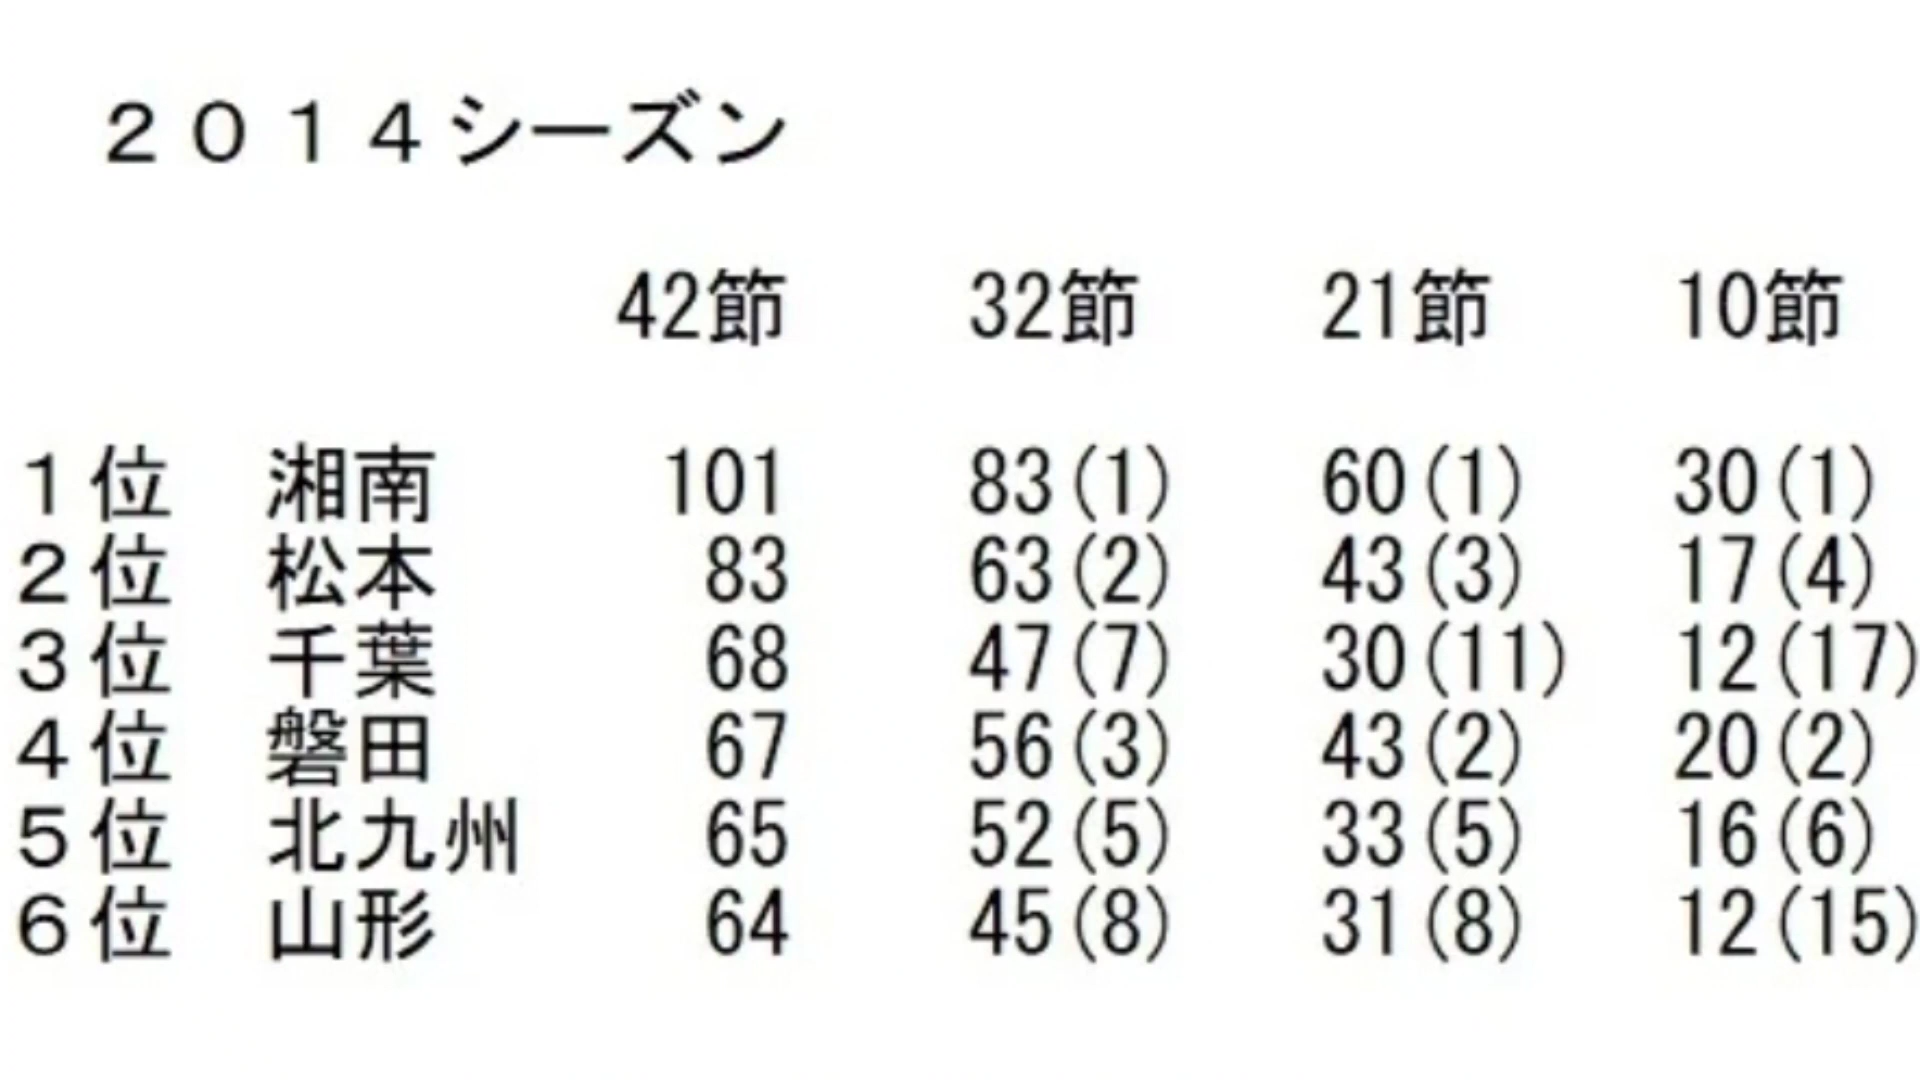 ２０１４シーズン
42節 32節 21節 10節
１位 湘南 101 83(1) 60(1) 30(1)
２位 松本 83 63(2) 43(3) 17(4)
３位 千葉 68 47(7) 30(11) 12(17)
４位 磐田 67 56(3) 43(2) 20(2)
５位 北九州 65 52(5) 33(5) 16(6)
６位 山形 64 45(8) 31(8) 12(15)